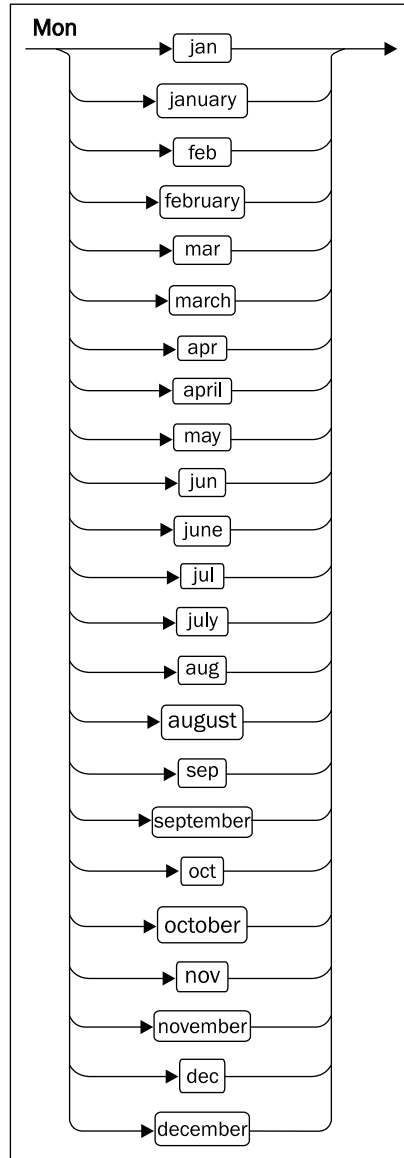 Mon
jan
january
feb
february
mar
march
apr
april
may
jun
june
jul
july
aug
august
sep
september
oct
october
nov
november
dec
december